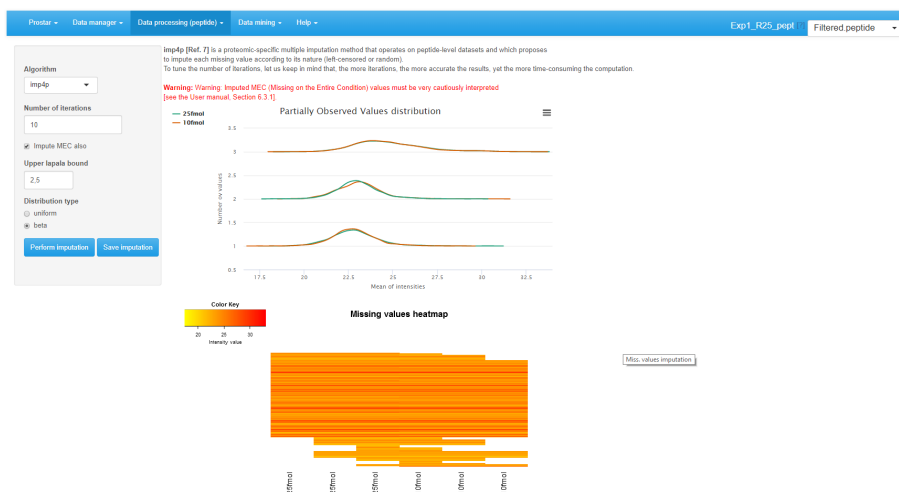 Prostar Data manager Data processing (peptide) Data mining Help Exp1_R25_pept Filtered.peptide
imp4p [Ref. 7] is a proteomic-specific multiple imputation method that operates on peptide-level datasets and which proposes
to impute each missing value according to its nature (left-censored or random).
To tune the number of iterations, let us keep in mind that, the more iterations, the more accurate the results, yet the more time-consuming the computation.
Warning: Warning: Imputed MEC (Missing on the Entire Condition) values must be very cautiously interpreted
[see the User manual, Section 6.3.1].
Algorithm
imp4p
Number of iterations
10
Impute MEC also
Upper lapala bound
2,5
Distribution type
uniform
beta
Perform imputation Save imputation
Partially Observed Values distribution
25fmol
10fmol
Number ov values
3.5
3
2.5
2
1.5
1
0.5
17.5 20 22.5 25 27.5 30 32.5
Mean of intensities
Color Key
20 25 30
Intensity value
Missing values heatmap
Miss. values imputation
25fmol 25fmol 25fmol 0fmol 0fmol 0fmol